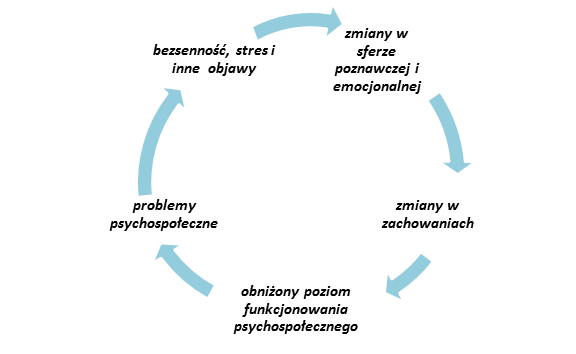 bezsenność, stres i
inne objawy
zmiany w
sferze
poznawczej i
emocjonalnej
zmiany w
zachowaniach
obniżony poziom
funkcjonowania
psychospołecznego
problemy
psychospołeczne